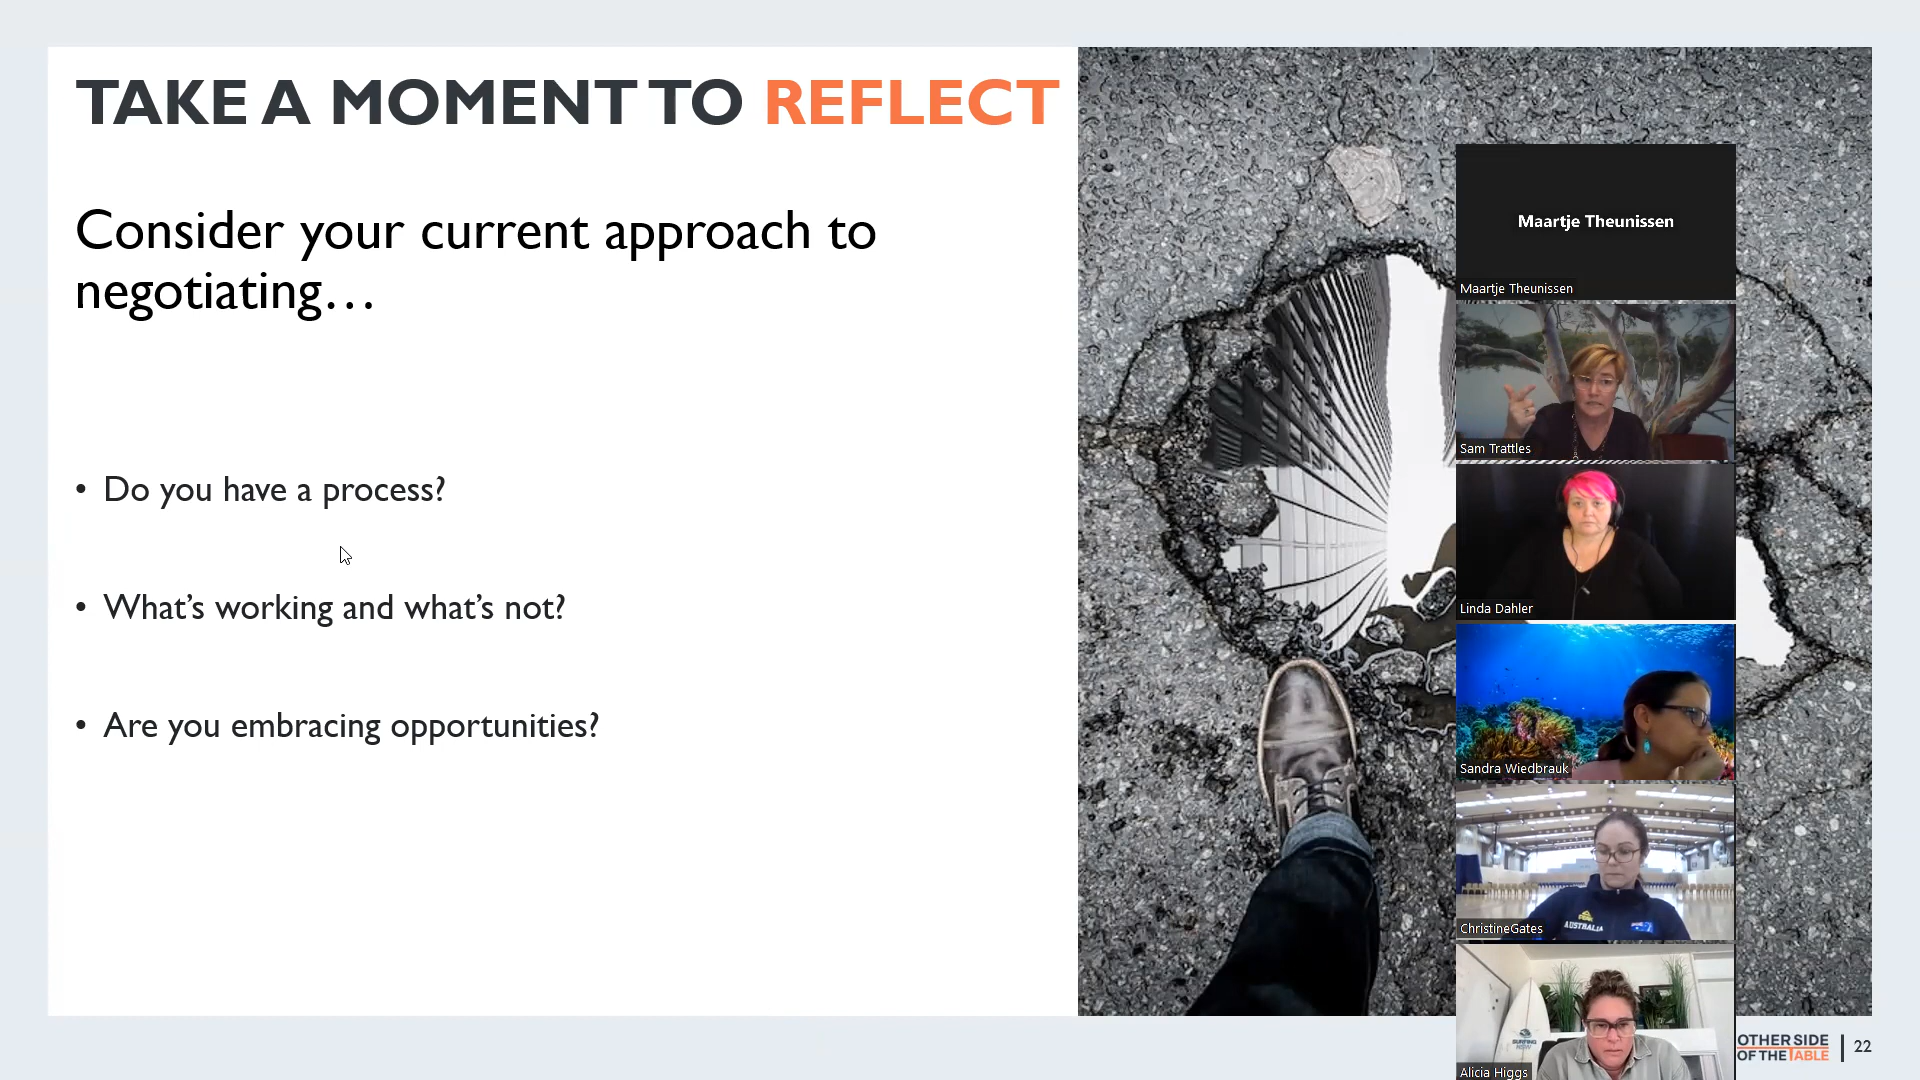 TAKE A MOMENT TO REFLECT
Consider your current approach to
negotiating…
• Do you have a process?
• What’s working and what’s not?
• Are you embracing opportunities?
Maartje Theunissen
Maartje Theunissen
Sam Trattles
Linda Dahler
Sandra Wiedbrauk
AUSTRALIA
ChristineGates
SURFING
NSW
Alicia Higgs
OTHER SIDE
OF THE TABLE
22